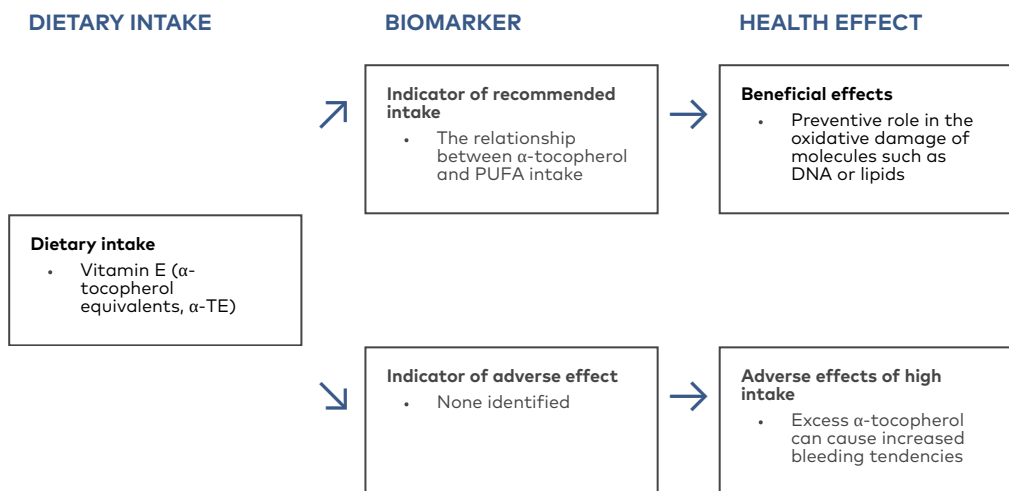 DIETARY INTAKE
BIOMARKER
HEALTH EFFECT
Indicator of recommended
intake
• The relationship
between α-tocopherol
and PUFA intake
Beneficial effects
• Preventive role in the
oxidative damage of
molecules such as
DNA or lipids
Dietary intake
• Vitamin E (α-
tocopherol
equivalents, α-TE)
Indicator of adverse effect
• None identified
Adverse effects of high
intake
• Excess α-tocopherol
can cause increased
bleeding tendencies